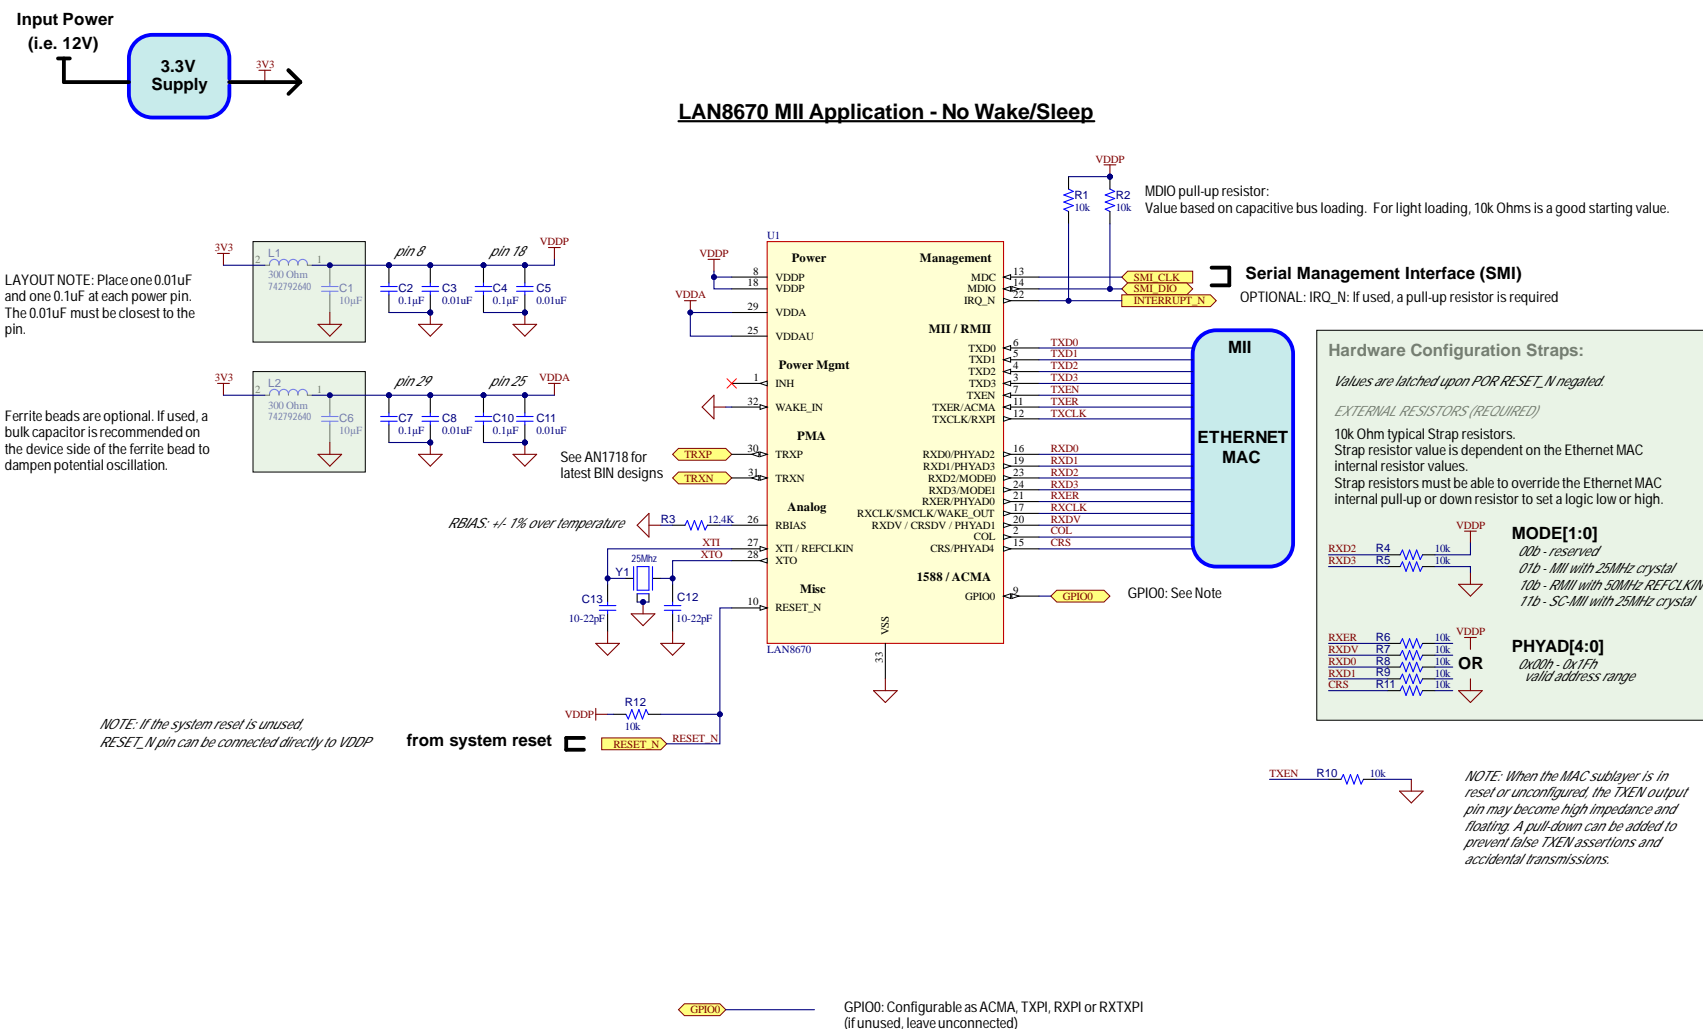 Input Power
(i.e. 12V)
3.3V
Supply
3V3
LAN8670 MII Application - No Wake/Sleep
VDDP
R1
10k
R2
10k
MDIO pull-up resistor:
Value based on capacitive bus loading.  For light loading, 10k Ohms is a good starting value.
LAYOUT NOTE: Place one 0.01uF
and one 0.1uF at each power pin.
The 0.01uF must be closest to the
pin.
3V3
2
L1
1
300 Ohm
742792640
C1
10µF
pin 8
pin 18
VDDP
C2
0.1µF
C3
0.01uF
C4
0.1µF
C5
0.01uF
Ferrite beads are optional. If used, a
bulk capacitor is recommended on
the device side of the ferrite bead to
dampen potential oscillation.
3V3
2
L2
1
300 Ohm
742792640
C6
10µF
pin 29
pin 25
VDDA
C7
0.1µF
C8
0.01uF
C10
0.1µF
C11
0.01uF
U1
Power
VDDP
8
VDDP
18
VDDP
VDDA
29
VDDA
25
VDDAU
Power Mgmt
1
INH
32
WAKE_IN
PMA
See AN1718 for
latest BIN designs
TRXP
30
TRXP
TRXN
31
TRXN
Analog
RBIAS: +/- 1% over temperature
R3
12.4K
26
RBIAS
XTI
27
XTI / REFCLKIN
XTO
28
XTO
25Mhz
Y1
C13
10-22pF
C12
10-22pF
Misc
10
RESET_N
VSS
33
LAN8670
Management
MDC
13
SMI_CLK
MDIO
14
SMI_DIO
IRQ_N
22
INTERRUPT_N
Serial Management Interface (SMI)
OPTIONAL: IRQ_N: If used, a pull-up resistor is required
MII / RMII
TXD0
6
TXD0
TXD1
5
TXD1
TXD2
4
TXD2
TXD3
3
TXD3
TXEN
7
TXEN
TXER/ACMA
11
TXER
TXCLK/RXPI
12
TXCLK
RXD0/PHYAD2
16
RXD0
RXD1/PHYAD3
19
RXD1
RXD2/MODE0
23
RXD2
RXD3/MODE1
24
RXD3
RXER/PHYAD0
21
RXER
RXCLK/SMCLK/WAKE_OUT
17
RXCLK
RXDV / CRSDV / PHYAD1
20
RXDV
COL
2
COL
CRS/PHYAD4
15
CRS
1588 / ACMA
GPIO0
9
GPIO0
GPIO0: See Note
MII
ETHERNET
MAC
Hardware Configuration Straps:
Values are latched upon POR RESET_N negated.
EXTERNAL RESISTORS (REQUIRED)
10k Ohm typical Strap resistors.
Strap resistor value is dependent on the Ethernet MAC
internal resistor values.
Strap resistors must be able to override the Ethernet MAC
internal pull-up or down resistor to set a logic low or high.
VDDP
RXD2
R4
10k
RXD3
R5
10k
MODE[1:0]
00b - reserved
01b - MII with 25MHz crystal
10b - RMII with 50MHz REFCLKIN
11b - SC-MII with 25MHz crystal
RXER
R6
10k
RXDV
R7
10k
RXD0
R8
10k
RXD1
R9
10k
CRS
R11
10k
VDDP
OR
PHYAD[4:0]
0x00h - 0x1Fh
valid address range
NOTE: If the system reset is unused,
RESET_N pin can be connected directly to VDDP
VDDP
R12
10k
from system reset
RESET_N
RESET_N
TXEN
R10
10k
NOTE: When the MAC sublayer is in
reset or unconfigured, the TXEN output
pin may become high impedance and
floating. A pull-down can be added to
prevent false TXEN assertions and
accidental transmissions.
GPIO0
GPIO0: Configurable as ACMA, TXPI, RXPI or RXTXPI
(if unused, leave unconnected)